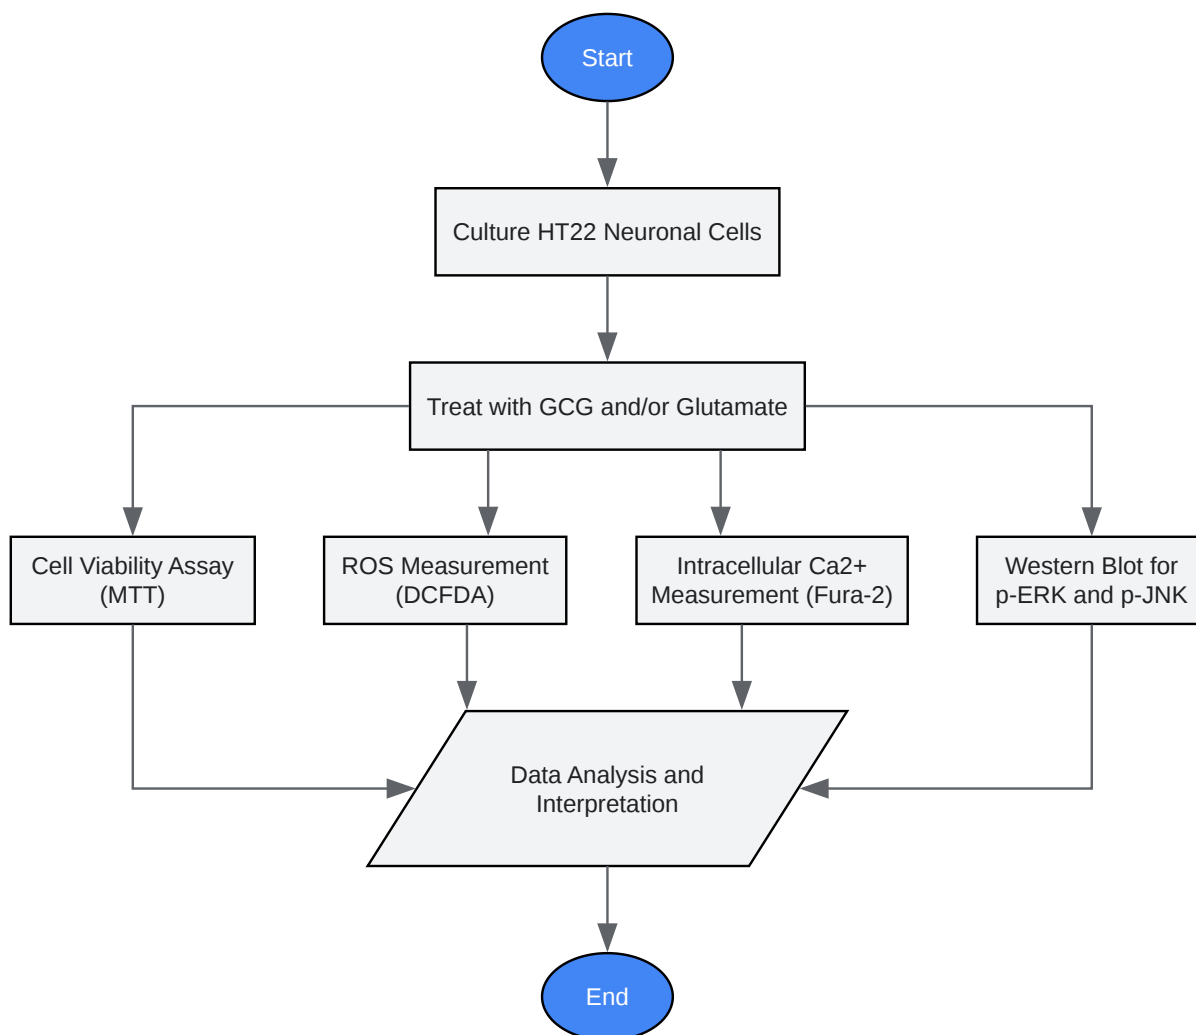 Start
Culture HT22 Neuronal Cells
Treat with GCG and/or Glutamate
Cell Viability Assay
(MTT)
ROS Measurement
(DCFDA)
Intracellular Ca2+
Measurement (Fura-2)
Western Blot for
p-ERK and p-JNK
Data Analysis and
Interpretation
End